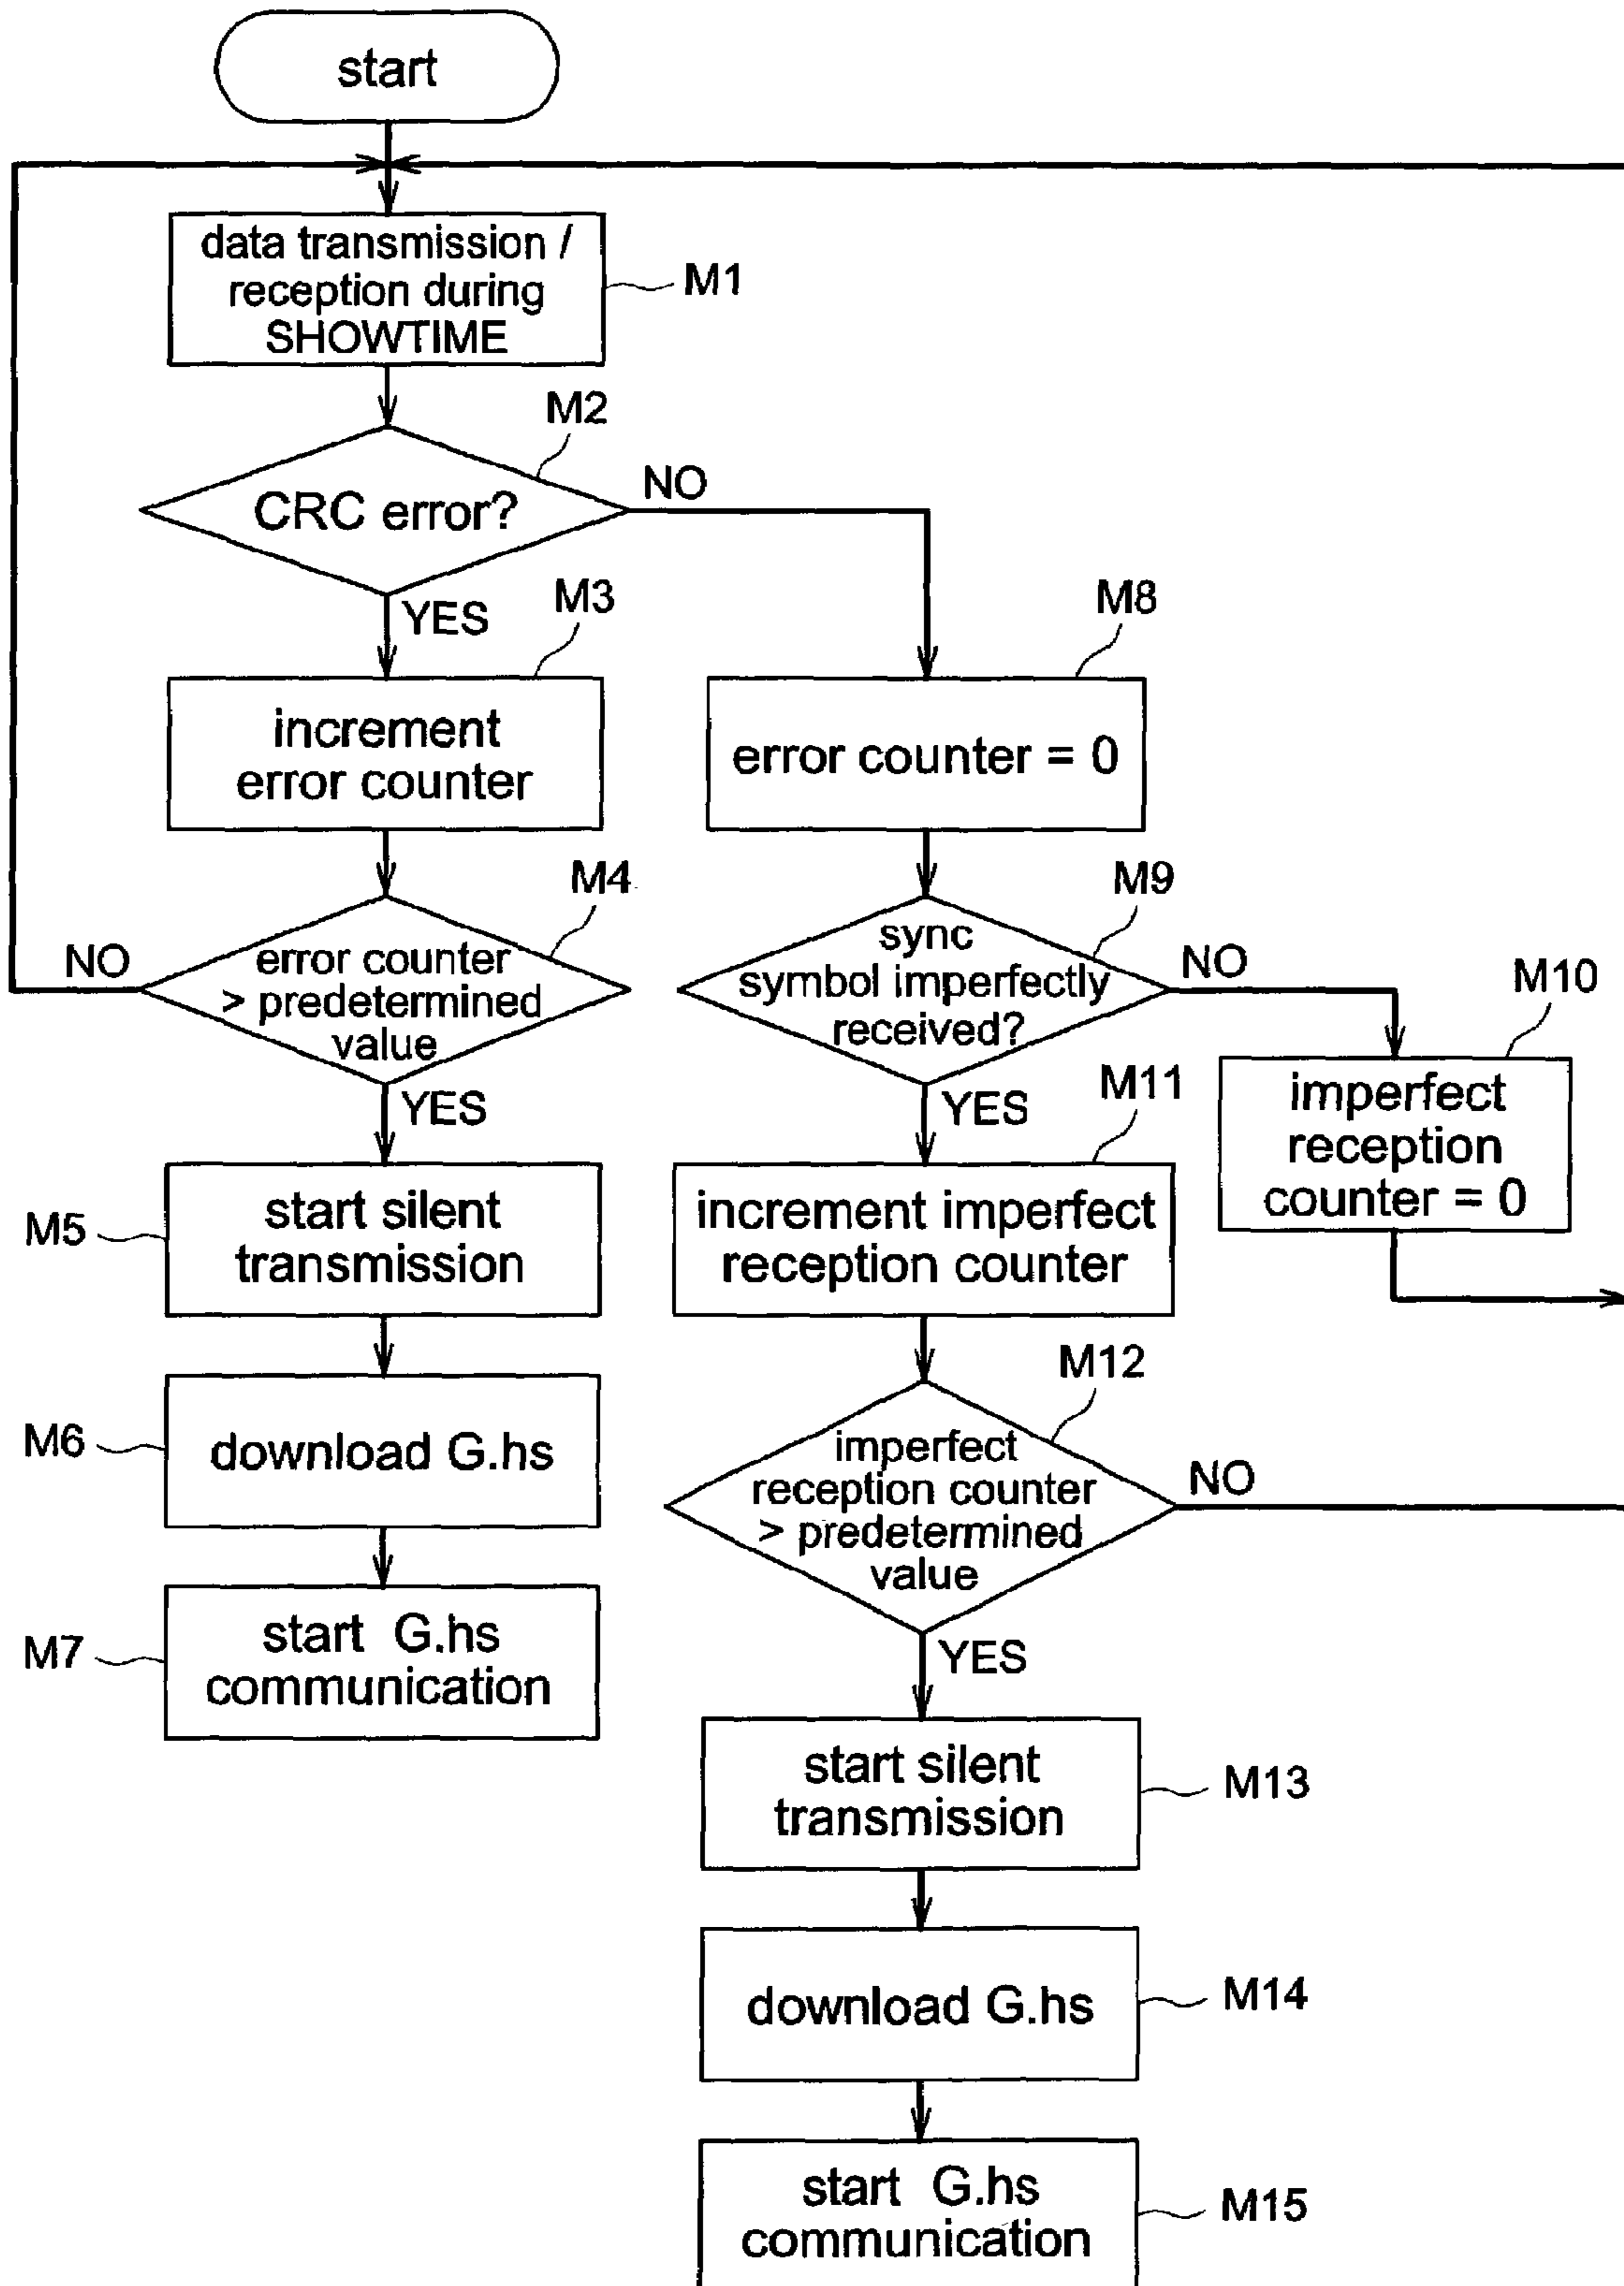 start
data transmission /
reception during
SHOWTIME
M1
M2
CRC error?
NO
YES
M3
increment
error counter
M8
error counter = 0
M4
error counter
> predetermined
value
NO
YES
M9
sync
symbol imperfectly
received?
NO
YES
M10
imperfect
reception
counter = 0
M5
start silent
transmission
M11
increment imperfect
reception counter
M6
download G.hs
M12
imperfect
reception counter
> predetermined
value
NO
YES
M7
start G.hs
communication
start silent
transmission
M13
download G.hs
M14
start G.hs
communication
M15